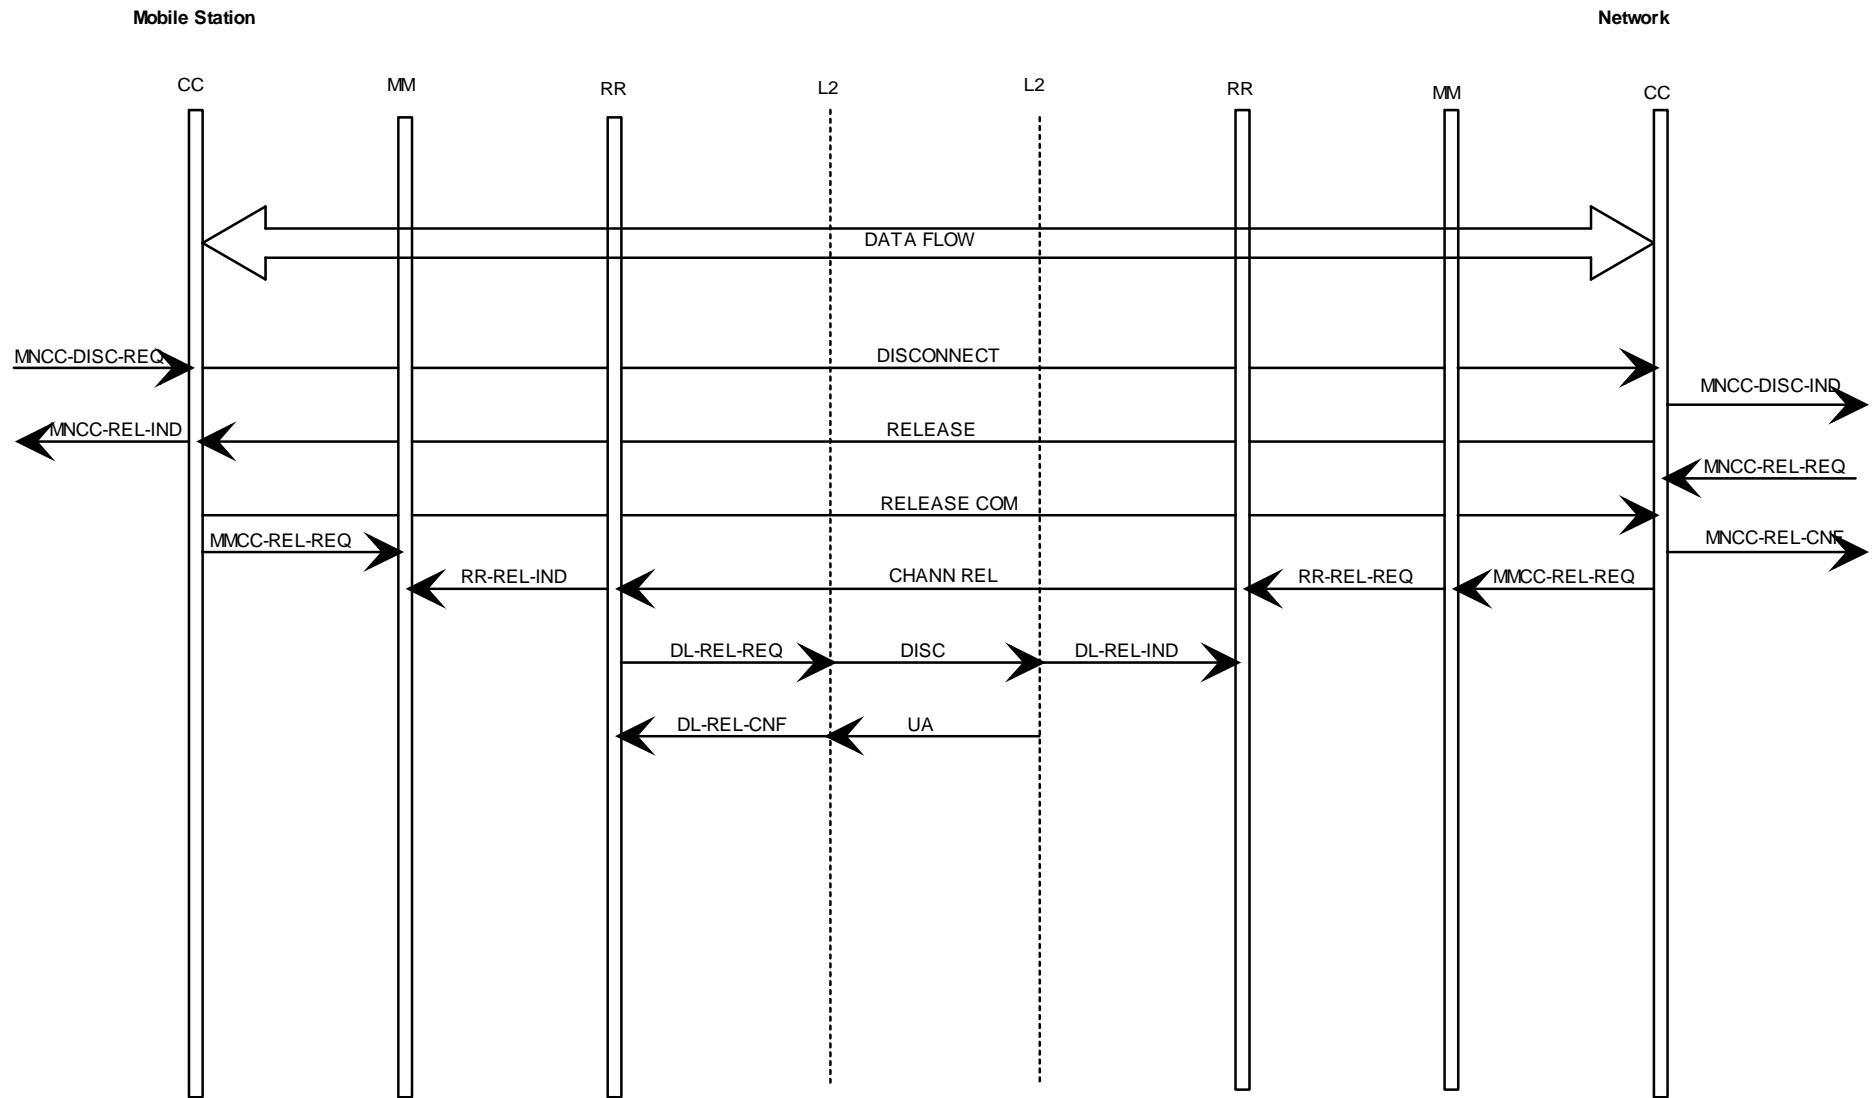 Mobile Station
Network
CC
MM
RR
L2
L2
RR
MM
CC
DATA FLOW
MNCC-DISC-REQ
DISCONNECT
MNCC-DISC-IND
MNCC-REL-IND
RELEASE
MNCC-REL-REQ
RELEASE COM
MMCC-REL-REQ
MNCC-REL-CNF
RR-REL-IND
CHANN REL
RR-REL-REQ
MMCC-REL-REQ
DL-REL-REQ
DISC
DL-REL-IND
DL-REL-CNF
UA